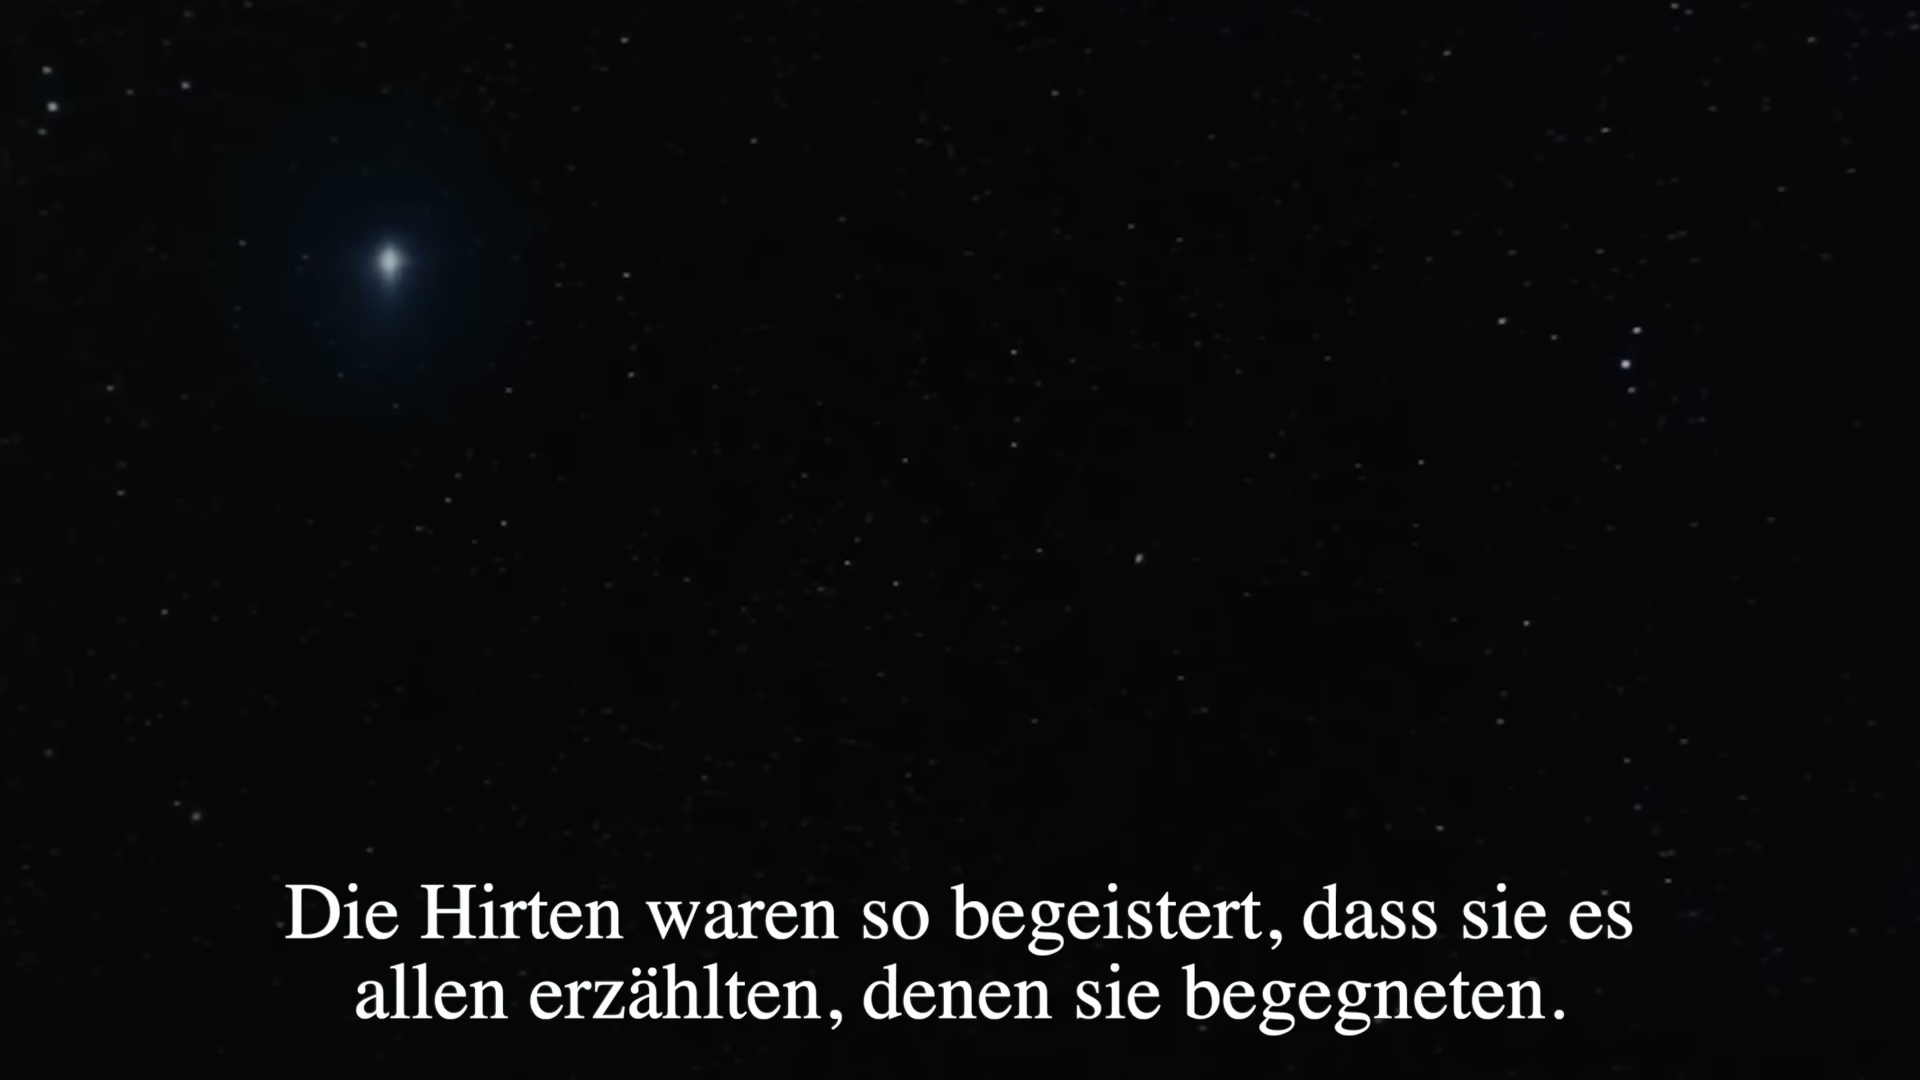 Die Hirten waren so begeistert, dass sie es
allen erzählten, denen sie begegneten.